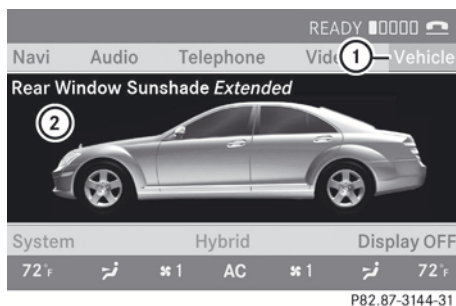 READY
Navi Audio Telephone Vid 1 Vehicle
Rear Window Sunshade Extended
2
System Hybrid Display OFF
72°F 1 AC 1 72°F
P82.87-3144-31